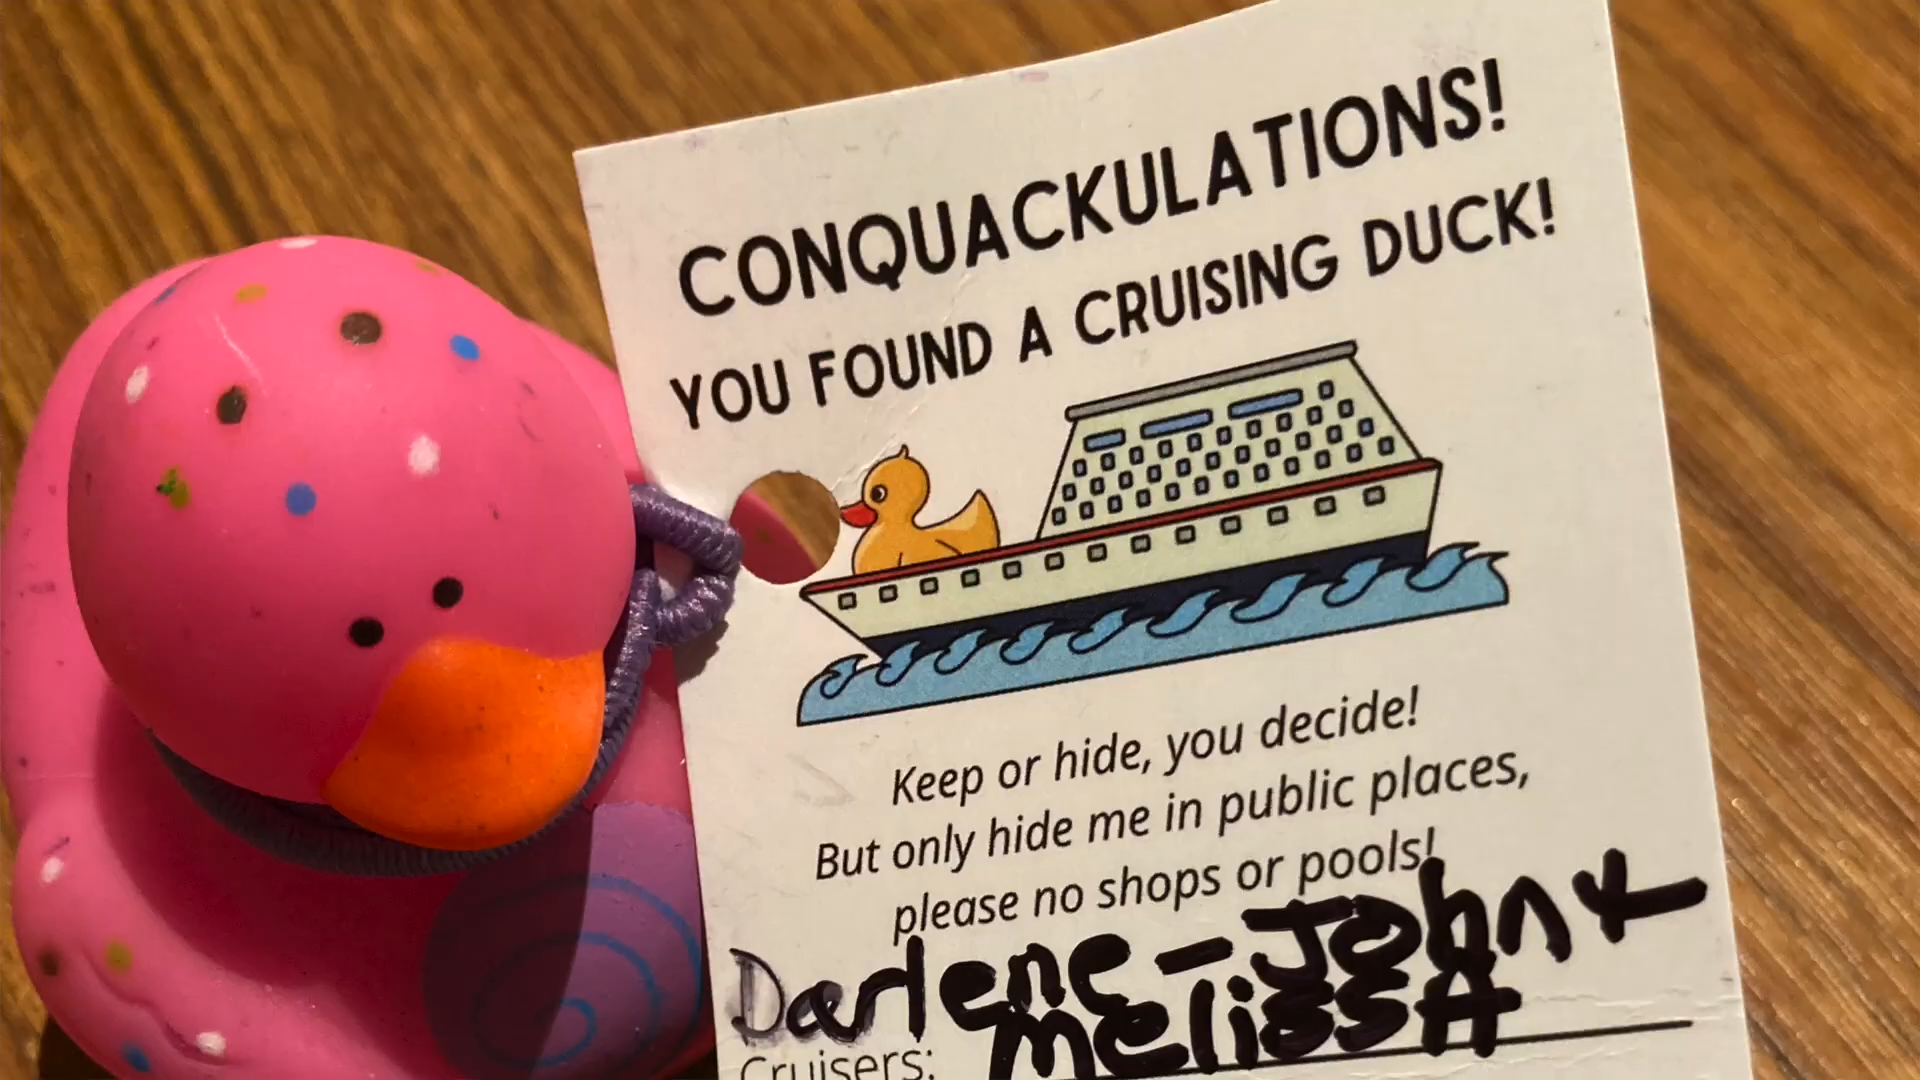 CONQUACKULATIONS!
YOU FOUND A CRUISING DUCK!
Keep or hide, you decide!
But only hide me in public places,
please no shops or pools!
Darlene - John +
Cruisers: MelissA